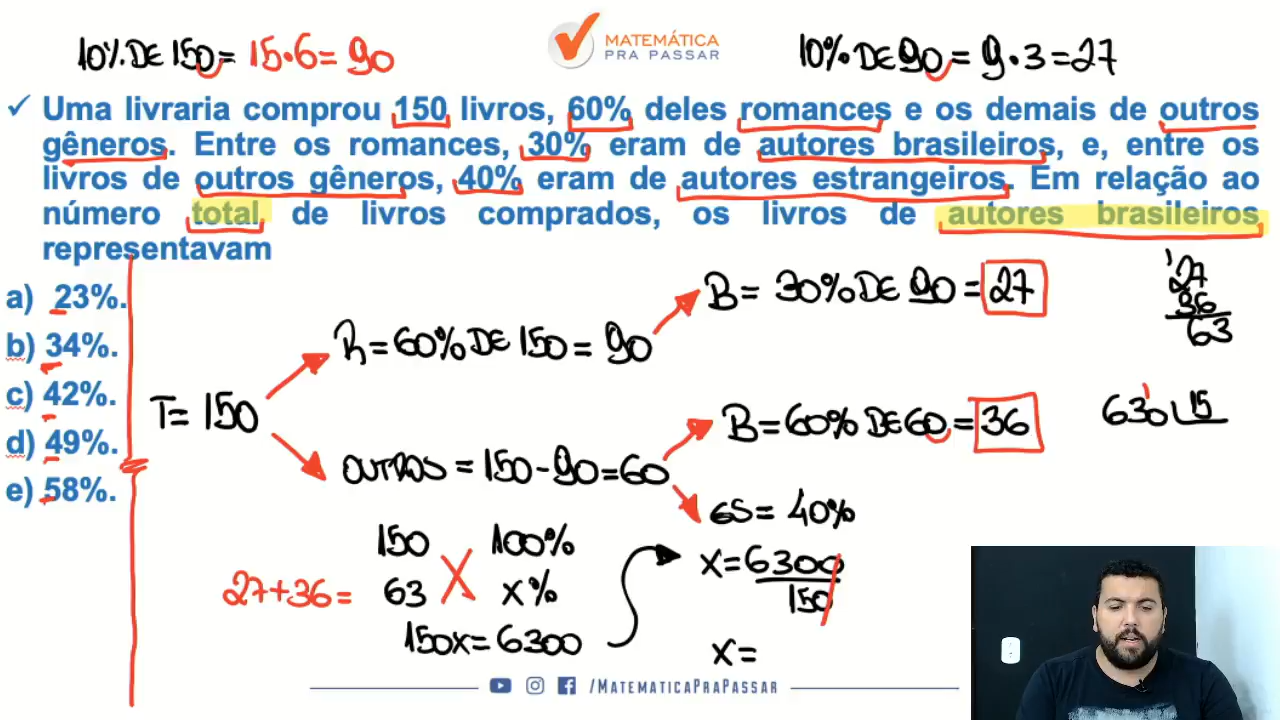 10% DE 150 = 15·6 = 90
MATEMÁTICA
PRA PASSAR
10% DE 90 = 9·3 = 27
✓ Uma livraria comprou 150 livros, 60% deles romances e os demais de outros
gêneros. Entre os romances, 30% eram de autores brasileiros, e, entre os
livros de outros gêneros, 40% eram de autores estrangeiros. Em relação ao
número total de livros comprados, os livros de autores brasileiros
representavam
a) 23%.
b) 34%.
c) 42%.
d) 49%.
e) 58%.
T = 150
R = 60% DE 150 = 90
B = 30% DE 90 = 27
OUTROS = 150 - 90 = 60
B = 60% DE 60 = 36
ES = 40%
1
27
36
63
630 15
150 100%
27+36 = 63 x%
150x = 6300
x = 6300
150
x =
/MATEMATICAPRAPASSAR